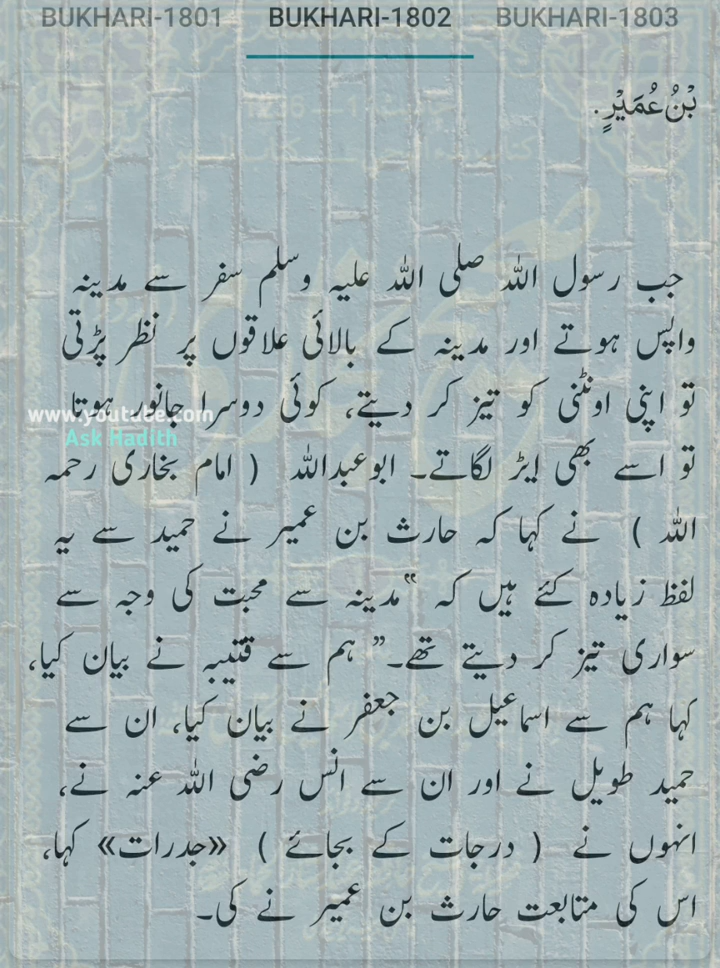 BUKHARI-1801 BUKHARI-1802 BUKHARI-1803
بْنُ عُمَيْرٍ.
جب رسول اللہ صلی اللہ علیہ وسلم سفر سے مدینہ
واپس ہوتے اور مدینہ کے بالائی علاقوں پر نظر پڑتی
تو اپنی اونٹنی کو تیز کر دیتے، کوئی دوسرا جانور ہوتا
www.youtube.com
Ask Hadith
تو اسے بھی ایڑ لگاتے۔ ابوعبداللہ ( امام بخاری رحمہ
اللہ ) نے کہا کہ حارث بن عمیر نے حمید سے یہ
لفظ زیادہ کئے ہیں کہ ”مدینہ سے محبت کی وجہ سے
سواری تیز کر دیتے تھے۔“ ہم سے قتیبہ نے بیان کیا،
کہا ہم سے اسماعیل بن جعفر نے بیان کیا، ان سے
حمید طویل نے اور ان سے انس رضی اللہ عنہ نے،
انہوں نے ( درجات کے بجائے ) «جدرات» کہا،
اس کی متابعت حارث بن عمیر نے کی۔